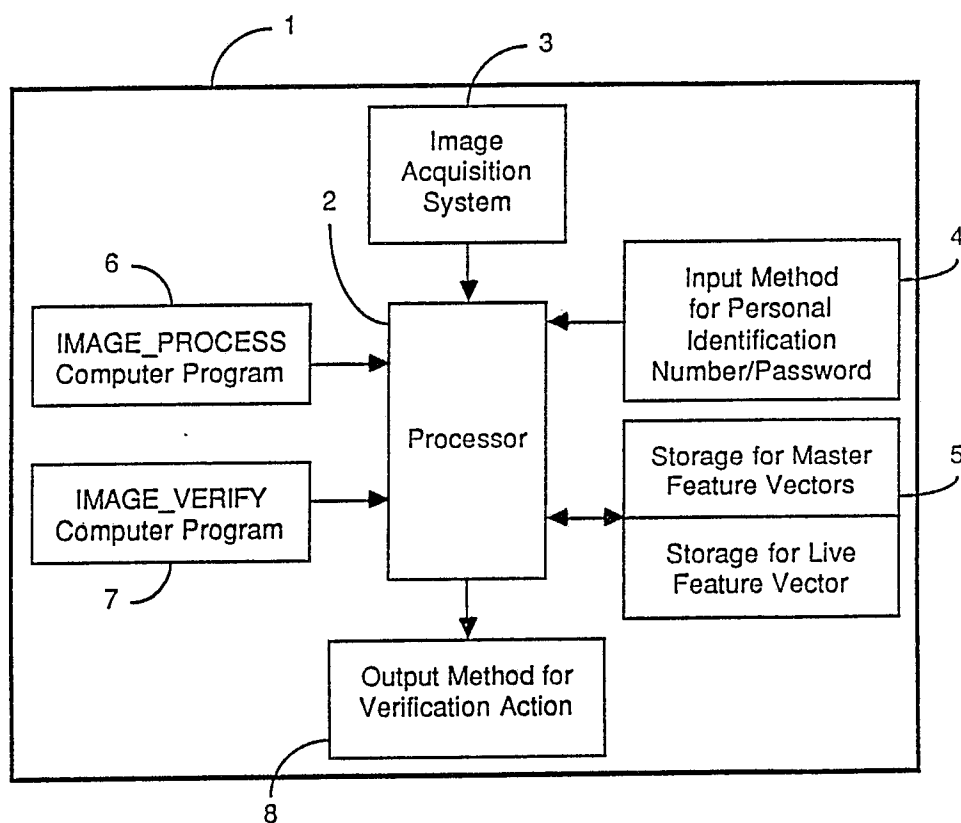 1
3
Image
Acquisition
System
2
4
6
Input Method
for Personal
Identification
Number/Password
IMAGE_PROCESS
Computer Program
Processor
Storage for Master
Feature Vectors
5
IMAGE_VERIFY
Computer Program
Storage for Live
Feature Vector
7
Output Method for
Verification Action
8